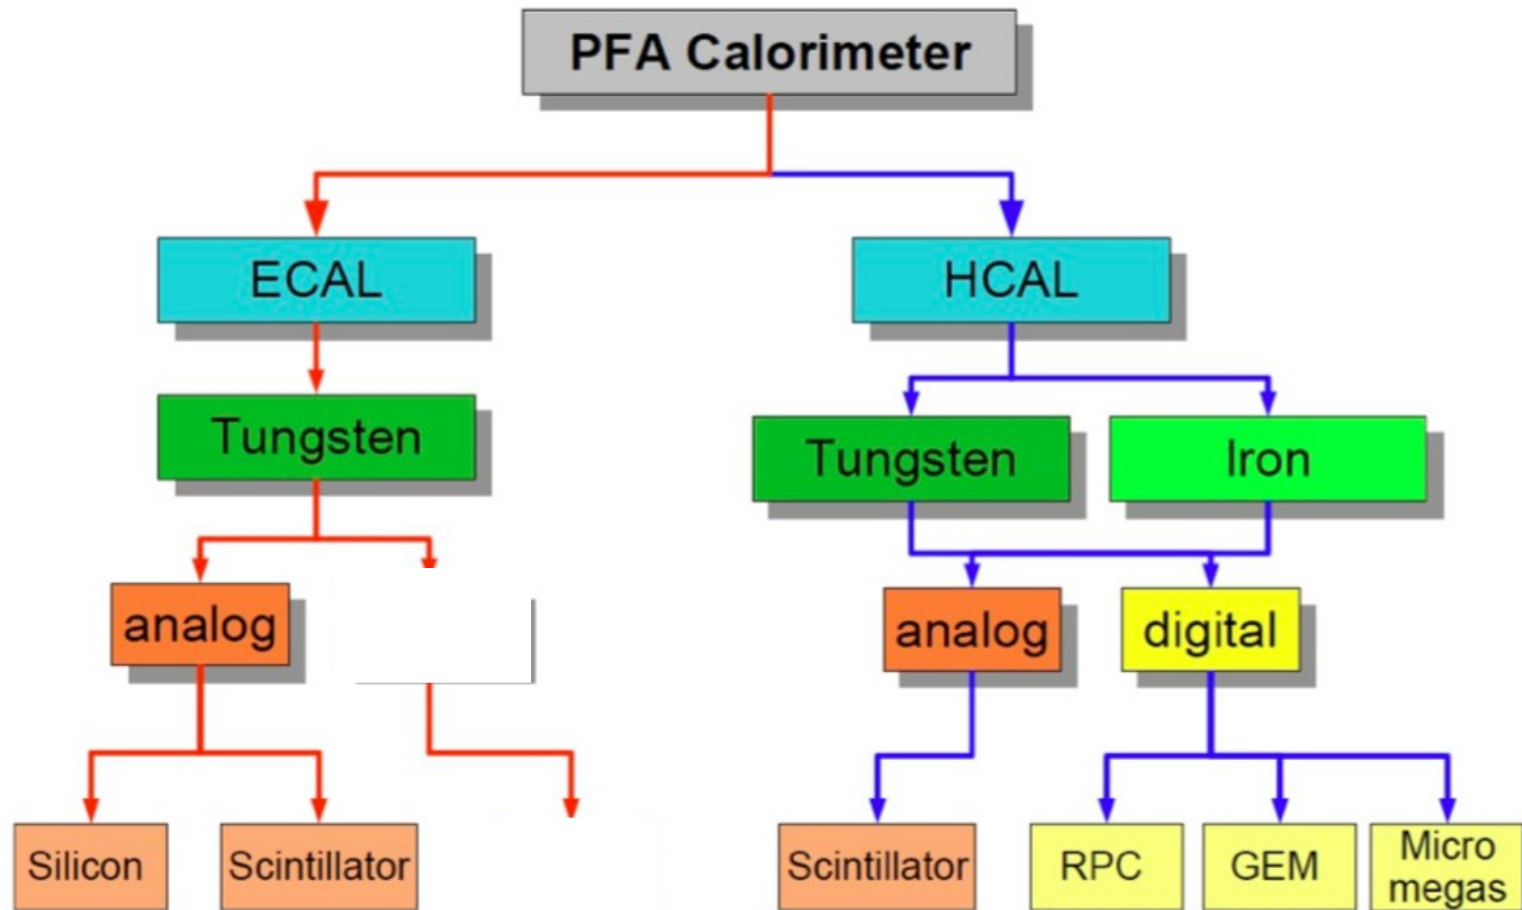 PFA Calorimeter
ECAL
HCAL
Tungsten
Tungsten
Iron
analog
analog
digital
Silicon
Scintillator
Scintillator
RPC
GEM
Micro
megas